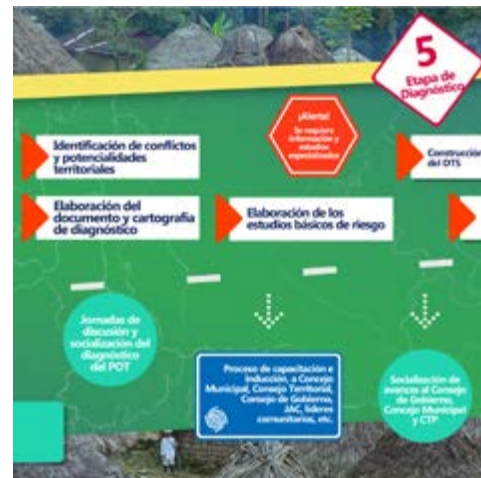 5
Etapa de
Diagnóstico
¡Alerta!
Se requiere
información y
estudios
especializados
Identificación de conflictos
y potencialidades
territoriales
Construcción
del DTS
Elaboración del
documento y cartografía
de diagnóstico
Elaboración de los
estudios básicos de riesgo
Jornadas de
discusión y
socialización del
diagnóstico
del POT
Proceso de capacitación e
inducción, a Concejo
Municipal, Consejo Territorial,
Consejo de Gobierno,
JAC, líderes
comunitarios, etc.
Socialización de
avances al Consejo
de Gobierno,
Concejo Municipal
y CTP